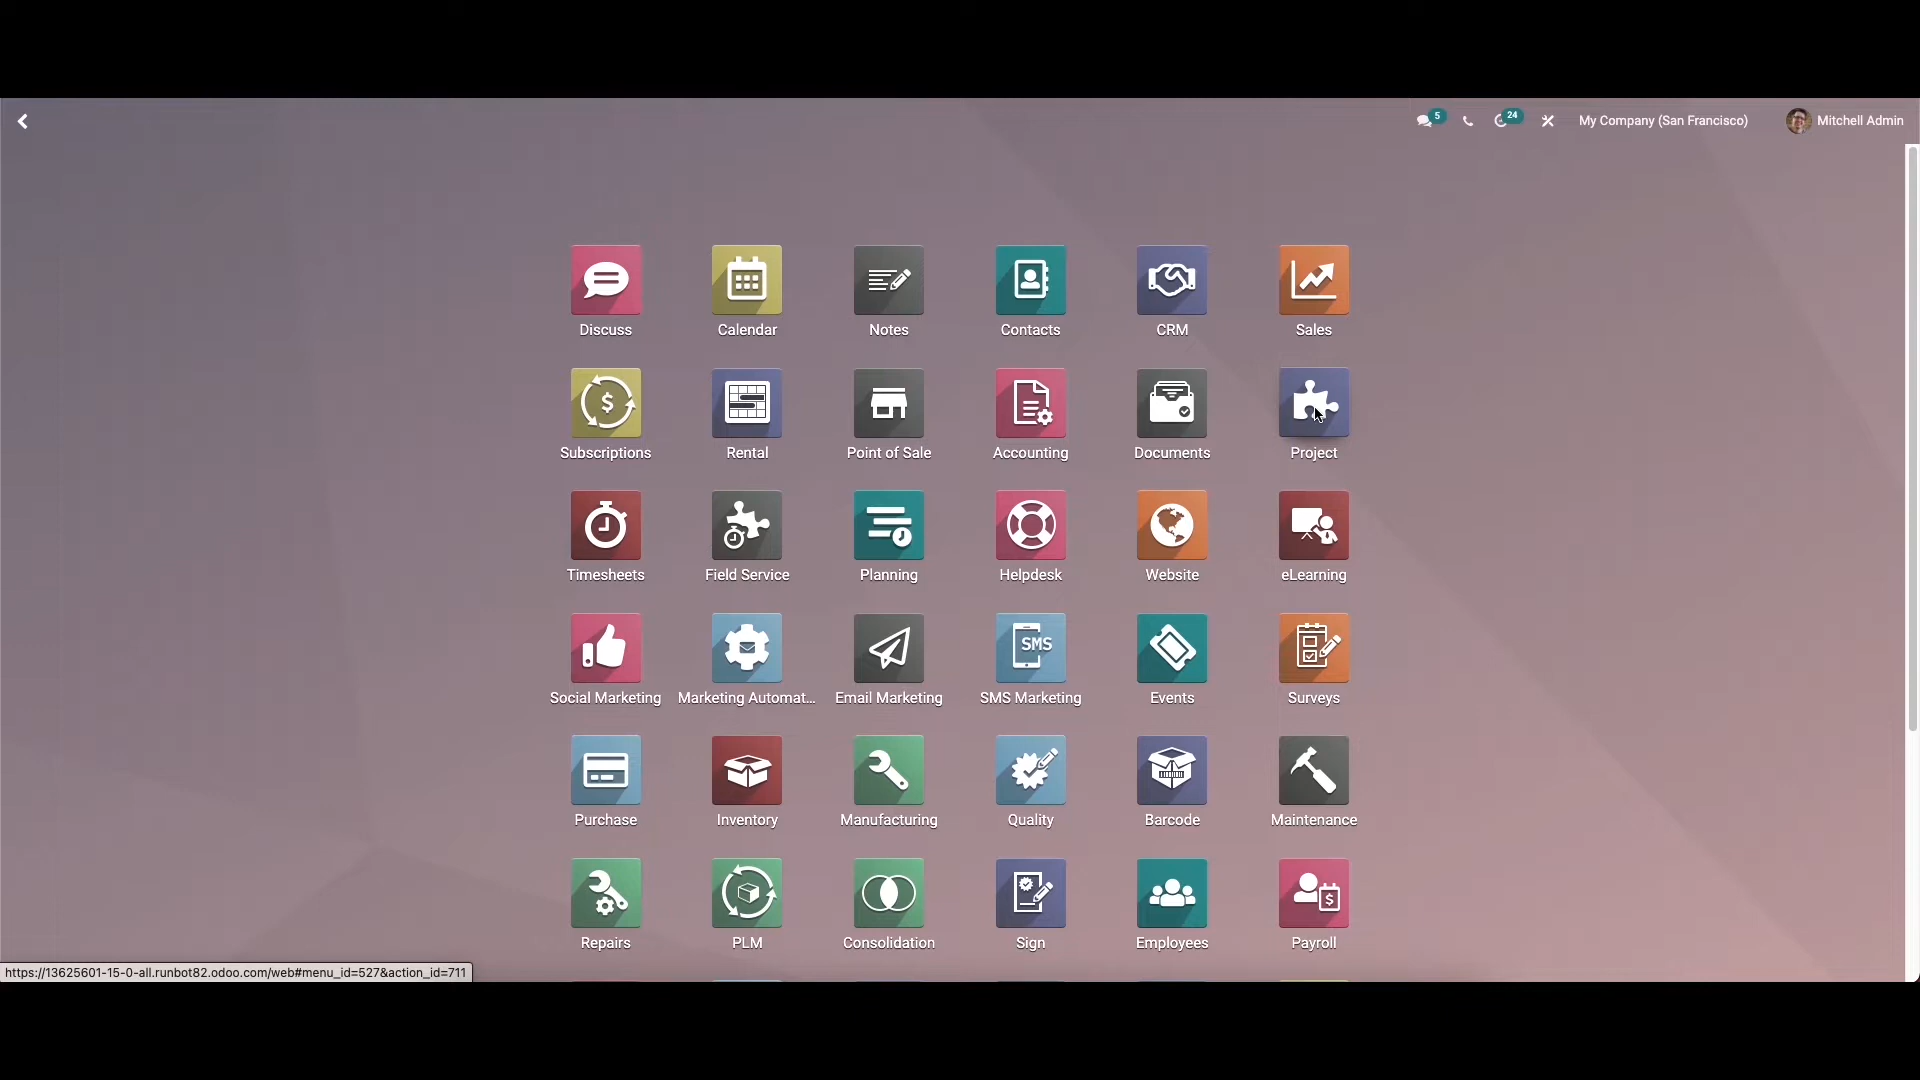 5 24 My Company (San Francisco) Mitchell Admin
Discuss Calendar Notes Contacts CRM Sales
$
Subscriptions Rental Point of Sale Accounting Documents Project
Timesheets Field Service Planning Helpdesk Website eLearning
SMS
Social Marketing Marketing Automat... Email Marketing SMS Marketing Events Surveys
Purchase Inventory Manufacturing Quality Barcode Maintenance
$
Repairs PLM Consolidation Sign Employees Payroll
https://13625601-15-0-all.runbot82.odoo.com/web#menu_id=527&action_id=711